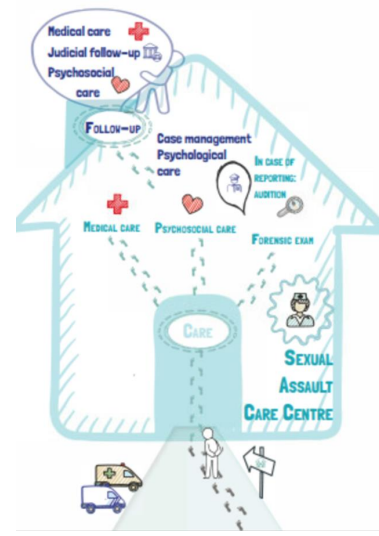 Medical care
Judicial follow-up
Psychosocial
care
Follow-up
Case management
Psychological
care
In case of
reporting:
audition
Medical care
Psychosocial care
Forensic exam
Care
Sexual
Assault
Care Centre